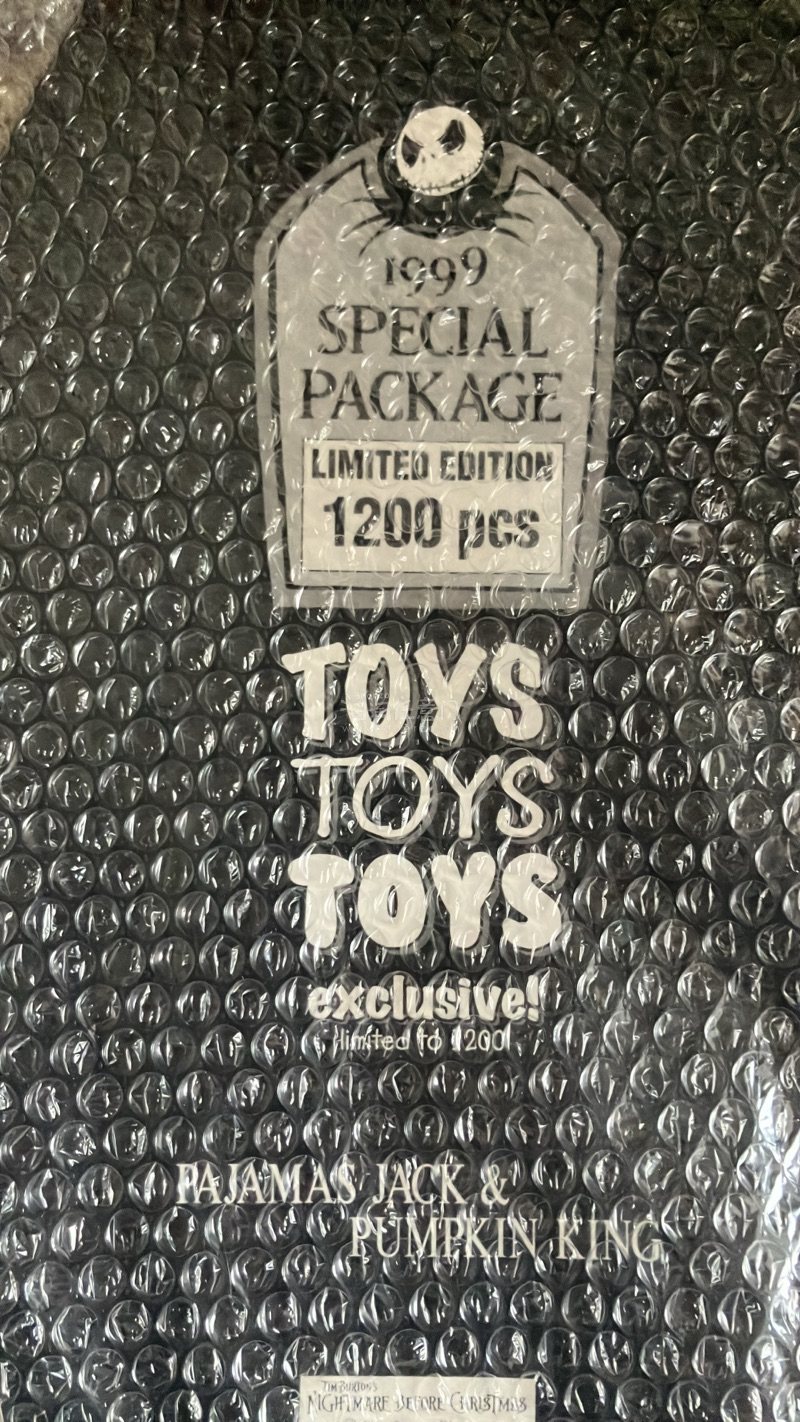 1999
SPECIAL
PACKAGE
LIMITED EDITION
1200 pcs
TOYS
TOYS
TOYS
exclusive!
limited to 1200
PAJAMAS JACK &
PUMPKIN KING
TIM BURTON'S
NIGHTMARE BEFORE CHRISTMAS